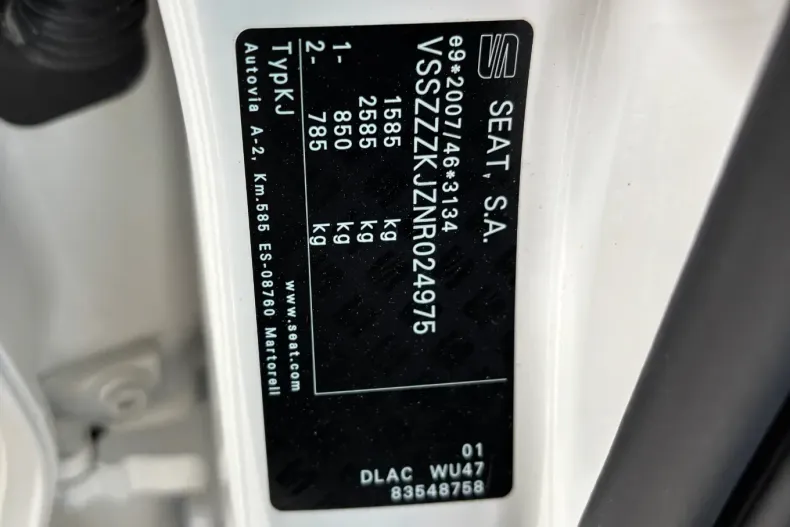 SEAT, S.A.
e9*2007/46*3134
VSSZZZKJZNR024975
1585 kg
2585 kg
1- 850 kg
2- 785 kg
TypKJ
www.seat.com
Autovia A-2, Km.585 ES-08760 Martorell
01
DLAC WU47
83548758